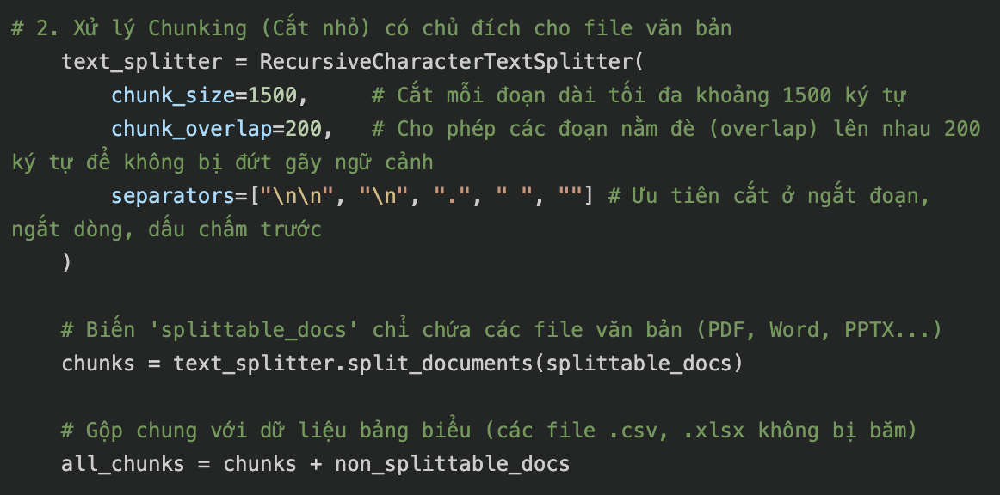 # 2. Xử lý Chunking (Cắt nhỏ) có chủ đích cho file văn bản
    text_splitter = RecursiveCharacterTextSplitter(
        chunk_size=1500,     # Cắt mỗi đoạn dài tối đa khoảng 1500 ký tự
        chunk_overlap=200,   # Cho phép các đoạn nằm đè (overlap) lên nhau 200
ký tự để không bị đứt gãy ngữ cảnh
        separators=["\n\n", "\n", ".", " ", ""] # Ưu tiên cắt ở ngắt đoạn,
ngắt dòng, dấu chấm trước
    )
    # Biến 'splittable_docs' chỉ chứa các file văn bản (PDF, Word, PPTX...)
    chunks = text_splitter.split_documents(splittable_docs)
    # Gộp chung với dữ liệu bảng biểu (các file .csv, .xlsx không bị băm)
    all_chunks = chunks + non_splittable_docs